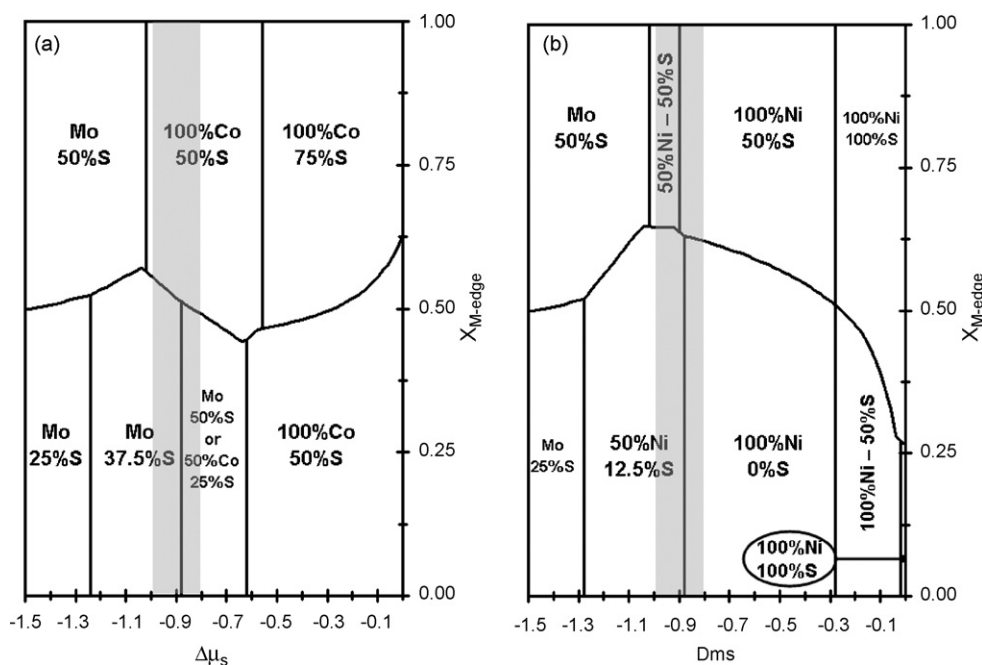 (a)
Mo
50%S
100%Co
50%S
100%Co
75%S
Mo
25%S
Mo
37.5%S
Mo
50%S
or
50%Co
25%S
100%Co
50%S
1.00
0.75
0.50
0.25
0.00
X M-edge
-1.5 -1.3 -1.1 -0.9 -0.7 -0.5 -0.3 -0.1
Δμs
(b)
Mo
50%S
50%Ni – 50%S
100%Ni
50%S
100%Ni
100%S
Mo
25%S
50%Ni
12.5%S
100%Ni
0%S
100%Ni – 50%S
100%Ni
100%S
1.00
0.75
0.50
0.25
0.00
X M-edge
-1.5 -1.3 -1.1 -0.9 -0.7 -0.5 -0.3 -0.1
Dms